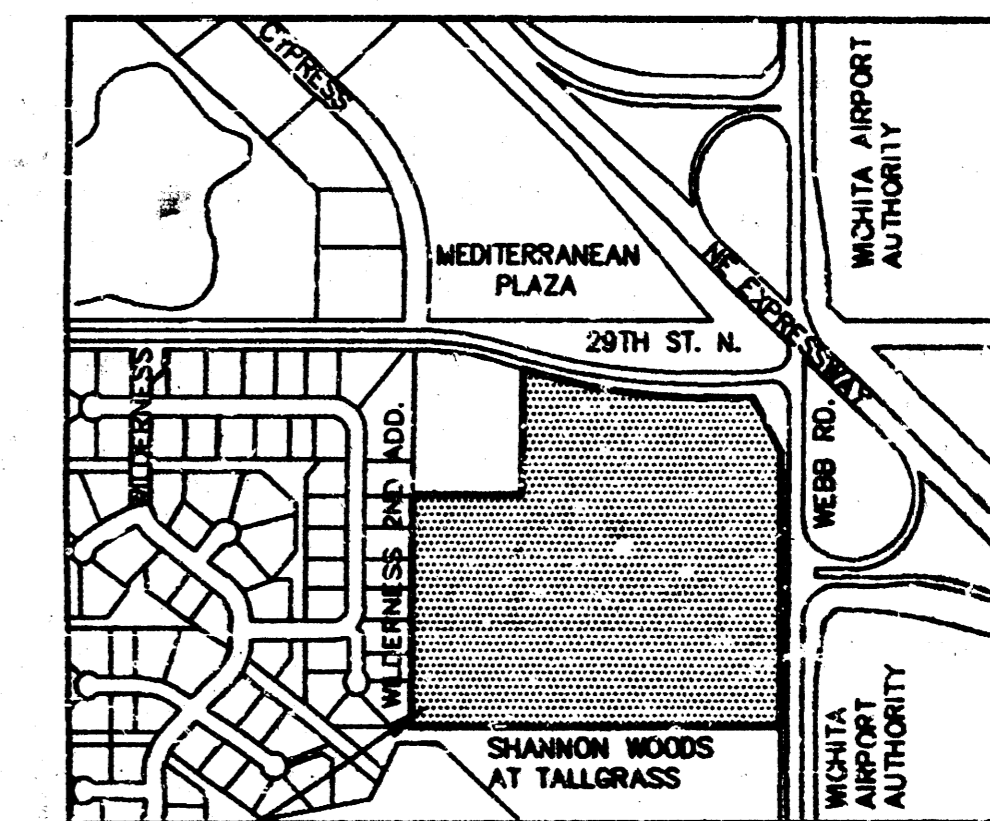 CYPRESS
WICHITA AIRPORT
AUTHORITY
MEDITERRANEAN
PLAZA
NE EXPRESSWAY
29TH ST. N.
WILDERNESS
WILDERNESS 2ND ADD.
WEBB RD.
SHANNON WOODS
AT TALLGRASS
WICHITA
AIRPORT
AUTHORITY